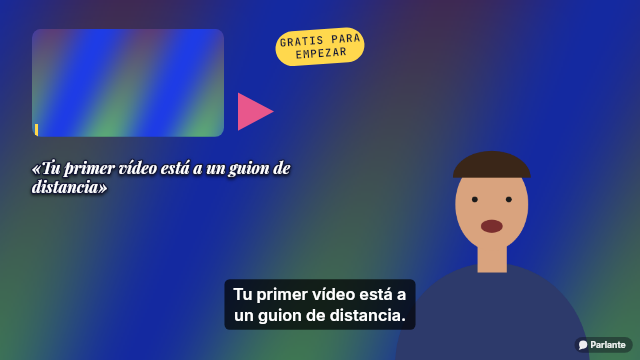 GRATIS PARA
EMPEZAR
«Tu primer vídeo está a un guion de
distancia»
Tu primer vídeo está a
un guion de distancia.
Parlante